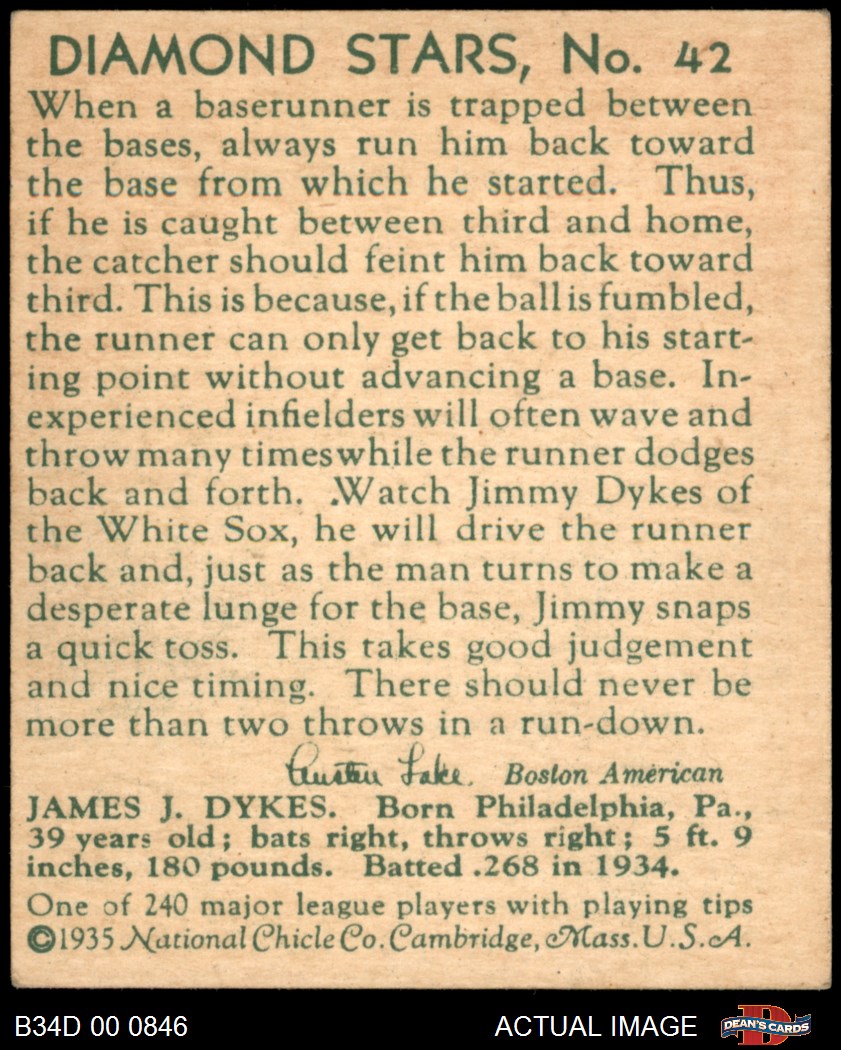 DIAMOND STARS, No. 42
When a baserunner is trapped between
the bases, always run him back toward
the base from which he started. Thus,
if he is caught between third and home,
the catcher should feint him back toward
third. This is because, if the ball is fumbled,
the runner can only get back to his start-
ing point without advancing a base. In-
experienced infielders will often wave and
throw many times while the runner dodges
back and forth. .Watch Jimmy Dykes of
the White Sox, he will drive the runner
back and, just as the man turns to make a
desperate lunge for the base, Jimmy snaps
a quick toss. This takes good judgement
and nice timing. There should never be
more than two throws in a run-down.
Austen Lake. Boston American
JAMES J. DYKES. Born Philadelphia, Pa.,
39 years old; bats right, throws right; 5 ft. 9
inches, 180 pounds. Batted .268 in 1934.
One of 240 major league players with playing tips
©1935 National Chicle Co. Cambridge, Mass. U.S.A.
B34D 00 0846
ACTUAL IMAGE
D
DEAN'S CARDS